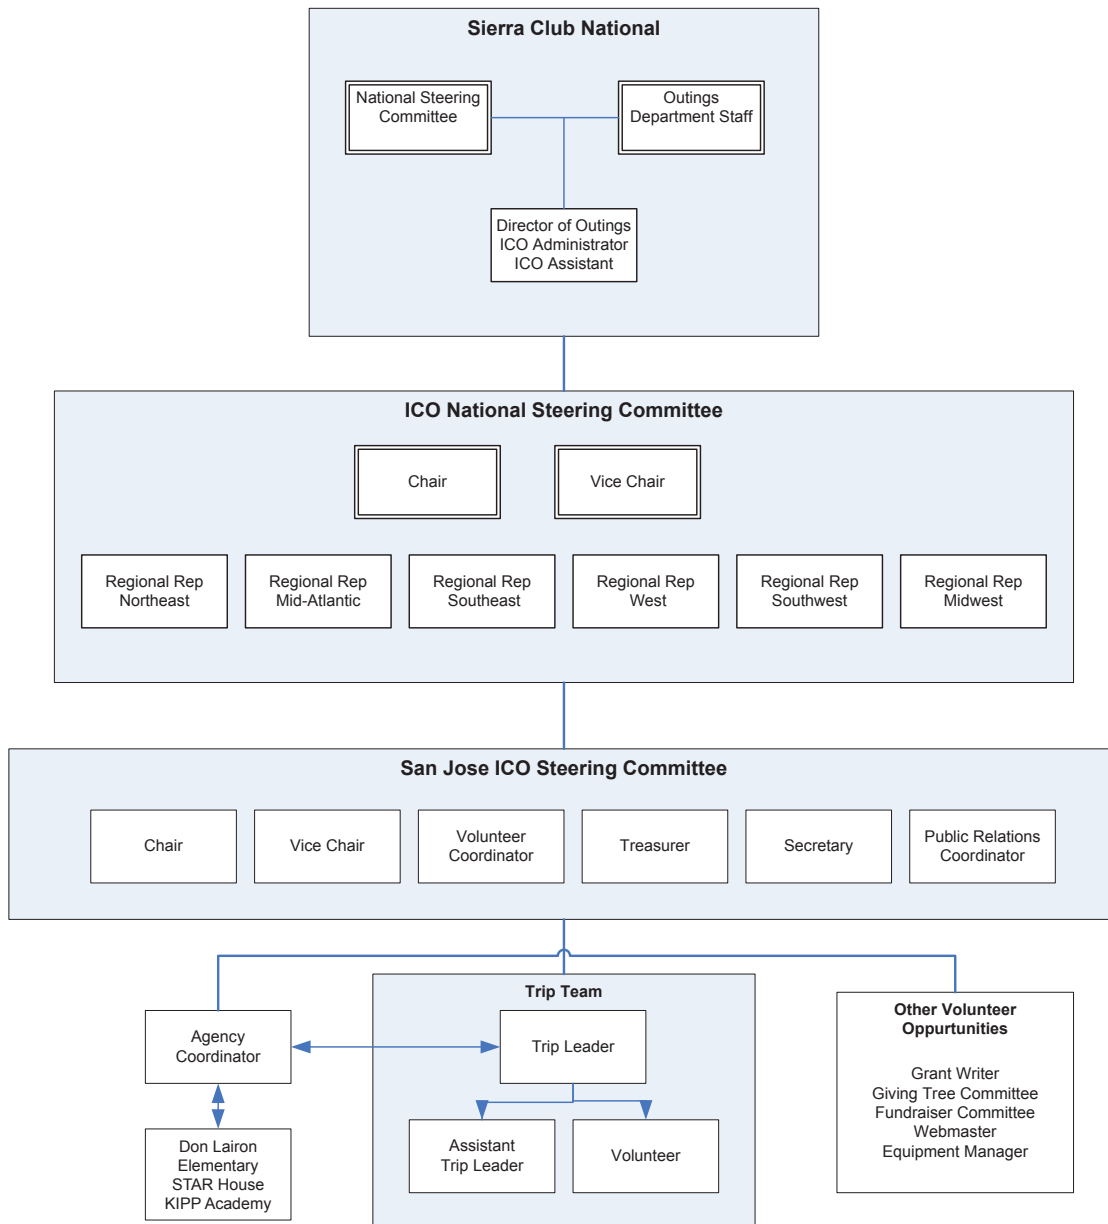 Sierra Club National
National Steering
Committee
Outings
Department Staff
Director of Outings
ICO Administrator
ICO Assistant
ICO National Steering Committee
Chair
Vice Chair
Regional Rep
Northeast
Regional Rep
Mid-Atlantic
Regional Rep
Southeast
Regional Rep
West
Regional Rep
Southwest
Regional Rep
Midwest
San Jose ICO Steering Committee
Chair
Vice Chair
Volunteer
Coordinator
Treasurer
Secretary
Public Relations
Coordinator
Agency
Coordinator
Don Lairon
Elementary
STAR House
KIPP Academy
Trip Team
Trip Leader
Assistant
Trip Leader
Volunteer
Other Volunteer
Oppurtunities
Grant Writer
Giving Tree Committee
Fundraiser Committee
Webmaster
Equipment Manager